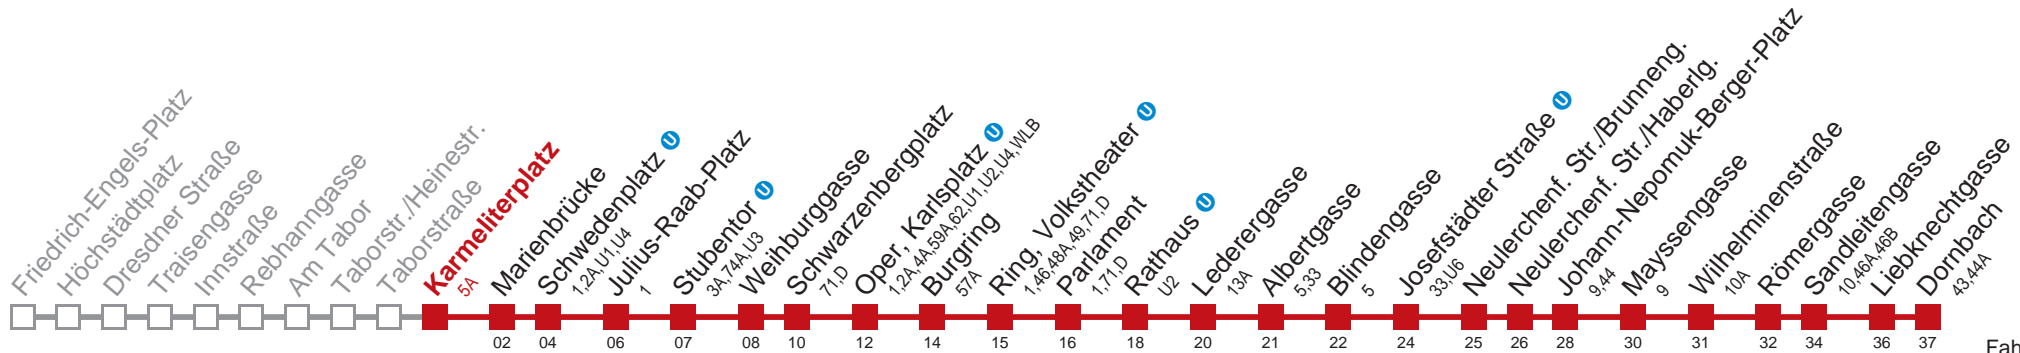 Friedrich-Engels-Platz
Höchstädtplatz
Dresdner Straße
Traisengasse
Innstraße
Rebhanngasse
Am Tabor
Taborstr./Heinestr.
Taborstraße
Karmeliterplatz
5A
Marienbrücke
Schwedenplatz U
1,2A,U1,U4
Julius-Raab-Platz
1
Stubentor U
3A,74A,U3
Weihburggasse
Schwarzenbergplatz
71,D
Oper, Karlsplatz U
1,2A,4A,59A,62,U1,U2,U4,WLB
Burgring
57A
Ring, Volkstheater U
1,46,48A,49,71,D
Parlament
1,71,D
Rathaus U
U2
Lederergasse
13A
Albertgasse
5,33
Blindengasse
5
Josefstädter Straße U
33,U6
Neulerchenf. Str./Brunneng.
Neulerchenf. Str./Haberlg.
Johann-Nepomuk-Berger-Platz
9,44
Mayssengasse
9
Wilhelminenstraße
10A
Römergasse
Sandleitengasse
10,46A,46B
Liebknechtgasse
Dornbach
43,44A
02 04 06 07 08 10 12 14 15 16 18 20 21 22 24 25 26 28 30 31 32 34 36 37
Fah